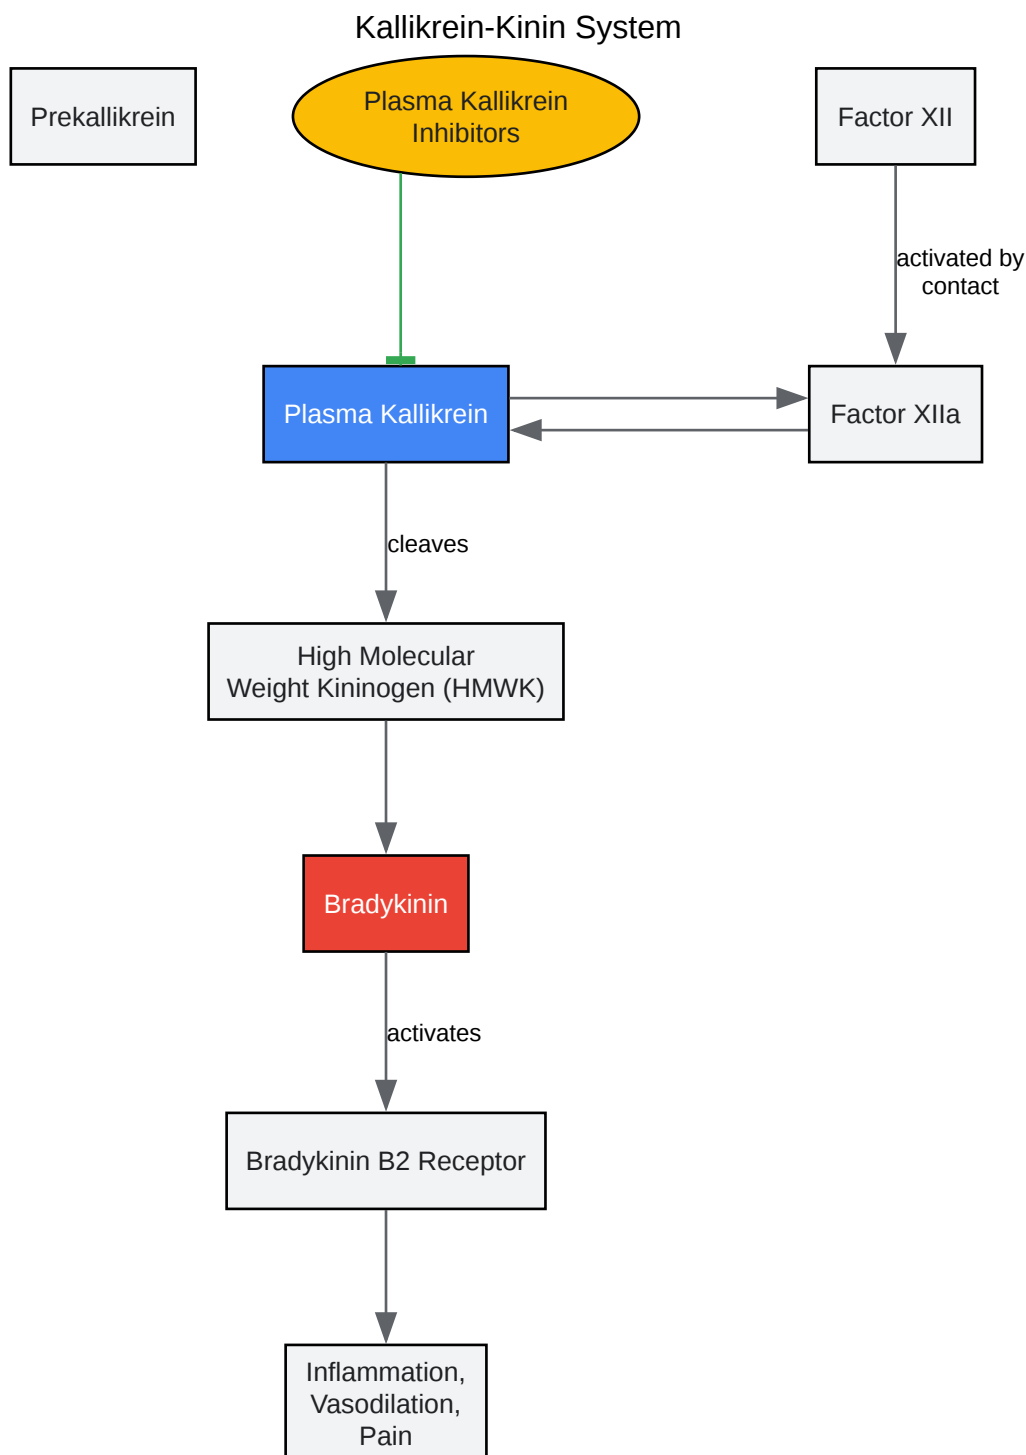 Kallikrein-Kinin System
Prekallikrein
Plasma Kallikrein
Inhibitors
Factor XII
activated by
contact
Plasma Kallikrein
Factor XIIa
cleaves
High Molecular
Weight Kininogen (HMWK)
Bradykinin
activates
Bradykinin B2 Receptor
Inflammation,
Vasodilation,
Pain